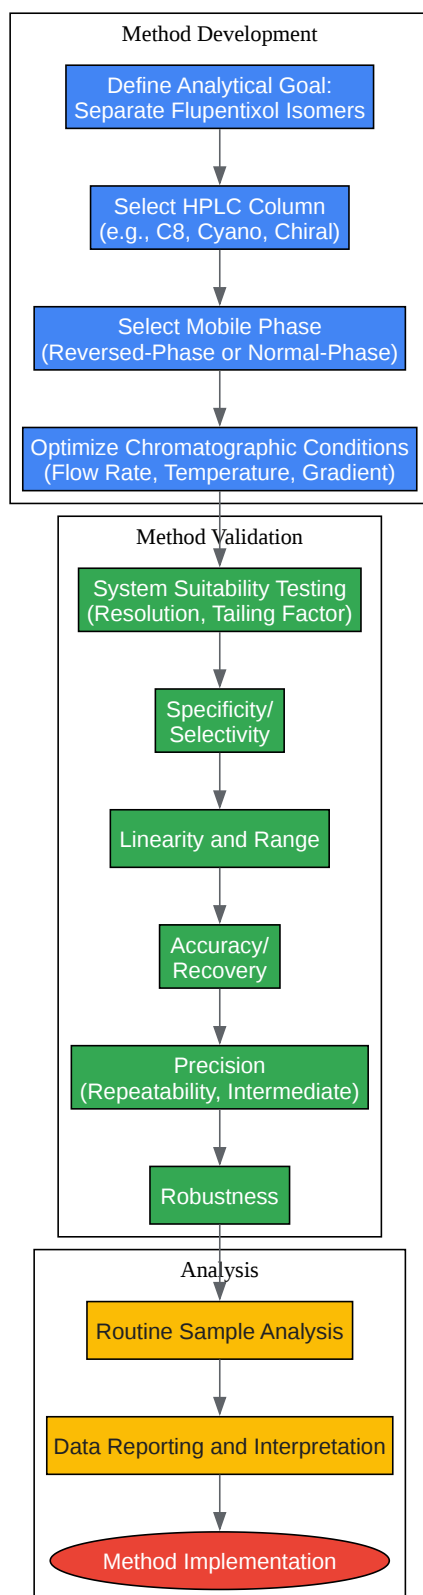 Method Development
Define Analytical Goal:
Separate Flupentixol Isomers
Select HPLC Column
(e.g., C8, Cyano, Chiral)
Select Mobile Phase
(Reversed-Phase or Normal-Phase)
Optimize Chromatographic Conditions
(Flow Rate, Temperature, Gradient)
Method Validation
System Suitability Testing
(Resolution, Tailing Factor)
Specificity/
Selectivity
Linearity and Range
Accuracy/
Recovery
Precision
(Repeatability, Intermediate)
Robustness
Analysis
Routine Sample Analysis
Data Reporting and Interpretation
Method Implementation